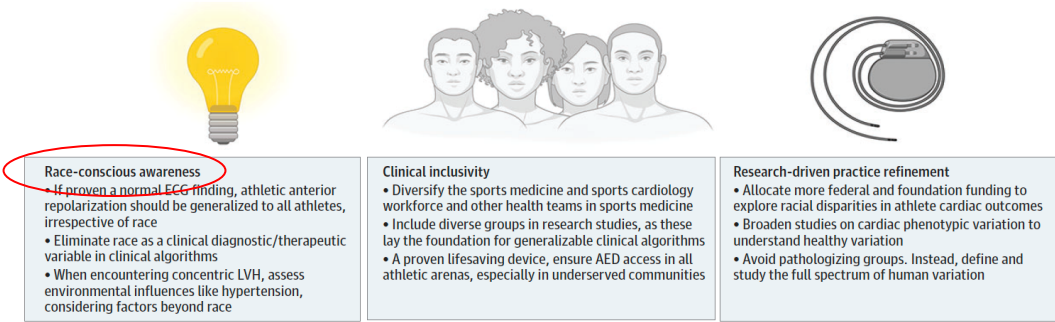 Race-conscious awareness
• If proven a normal ECG finding, athletic anterior
repolarization should be generalized to all athletes,
irrespective of race
• Eliminate race as a clinical diagnostic/therapeutic
variable in clinical algorithms
• When encountering concentric LVH, assess
environmental influences like hypertension,
considering factors beyond race
Clinical inclusivity
• Diversify the sports medicine and sports cardiology
workforce and other health teams in sports medicine
• Include diverse groups in research studies, as these
lay the foundation for generalizable clinical algorithms
• A proven lifesaving device, ensure AED access in all
athletic arenas, especially in underserved communities
Research-driven practice refinement
• Allocate more federal and foundation funding to
explore racial disparities in athlete cardiac outcomes
• Broaden studies on cardiac phenotypic variation to
understand healthy variation
• Avoid pathologizing groups. Instead, define and
study the full spectrum of human variation